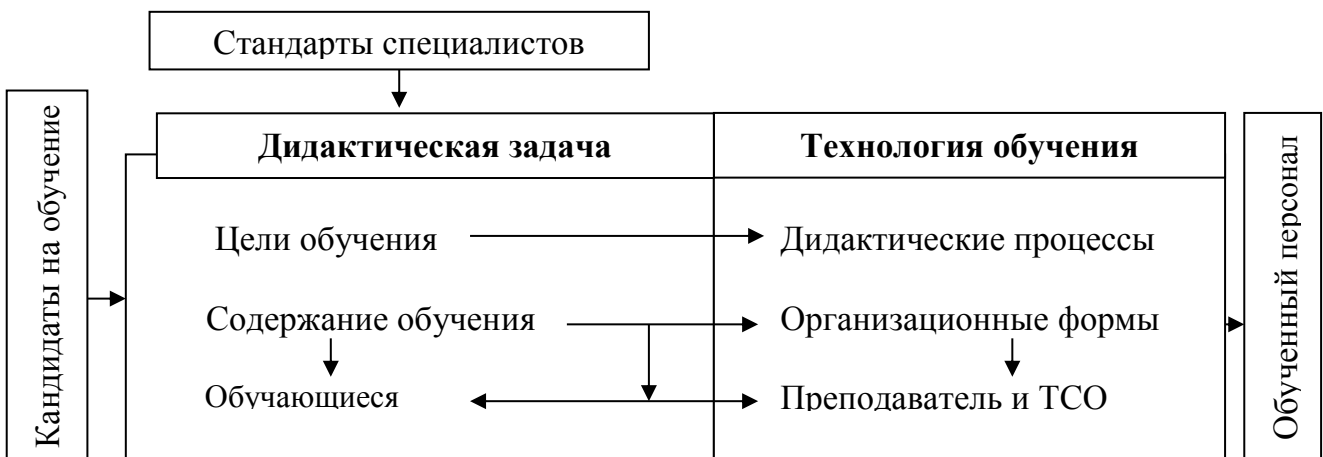 Стандарты специалистов
Кандидаты на обучение
Дидактическая задача
Технология обучения
Обученный персонал
Цели обучения
Дидактические процессы
Содержание обучения
Организационные формы
Обучающиеся
Преподаватель и ТСО